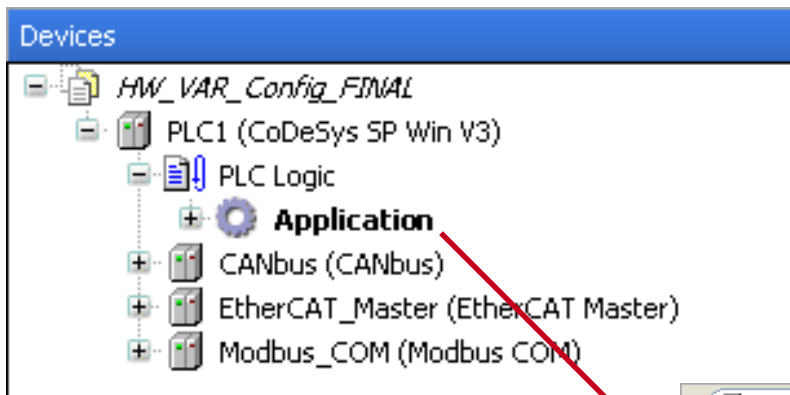 Devices
HW_VAR_Config_FINAL
PLC1 (CoDeSys SP Win V3)
PLC Logic
Application
CANbus (CANbus)
EtherCAT_Master (EtherCAT Master)
Modbus_COM (Modbus COM)